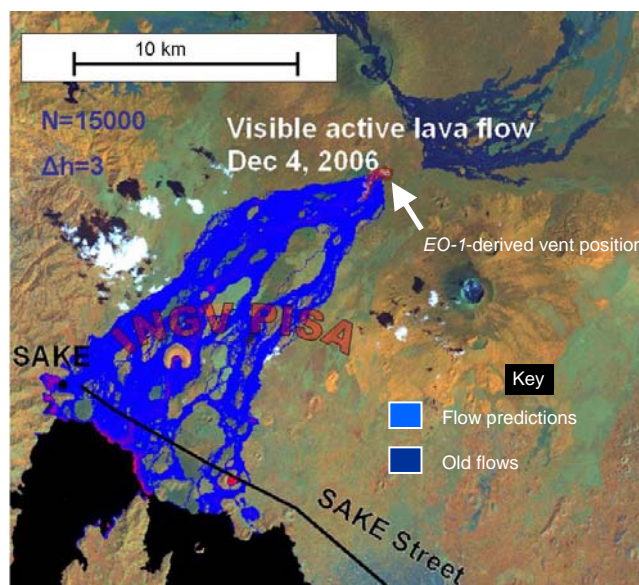 10 km
N=15000
Δh=3
Visible active lava flow
Dec 4, 2006
EO-1-derived vent position
INGV PISA
SAKE
Key
Flow predictions
Old flows
SAKE Street